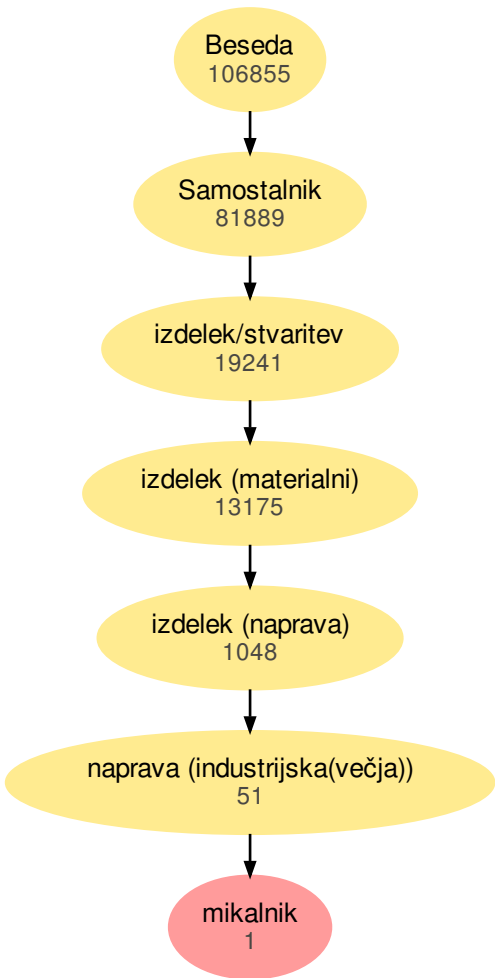 Beseda
106855
Samostalnik
81889
izdelek/stvaritev
19241
izdelek (materialni)
13175
izdelek (naprava)
1048
naprava (industrijska(večja))
51
mikalnik
1